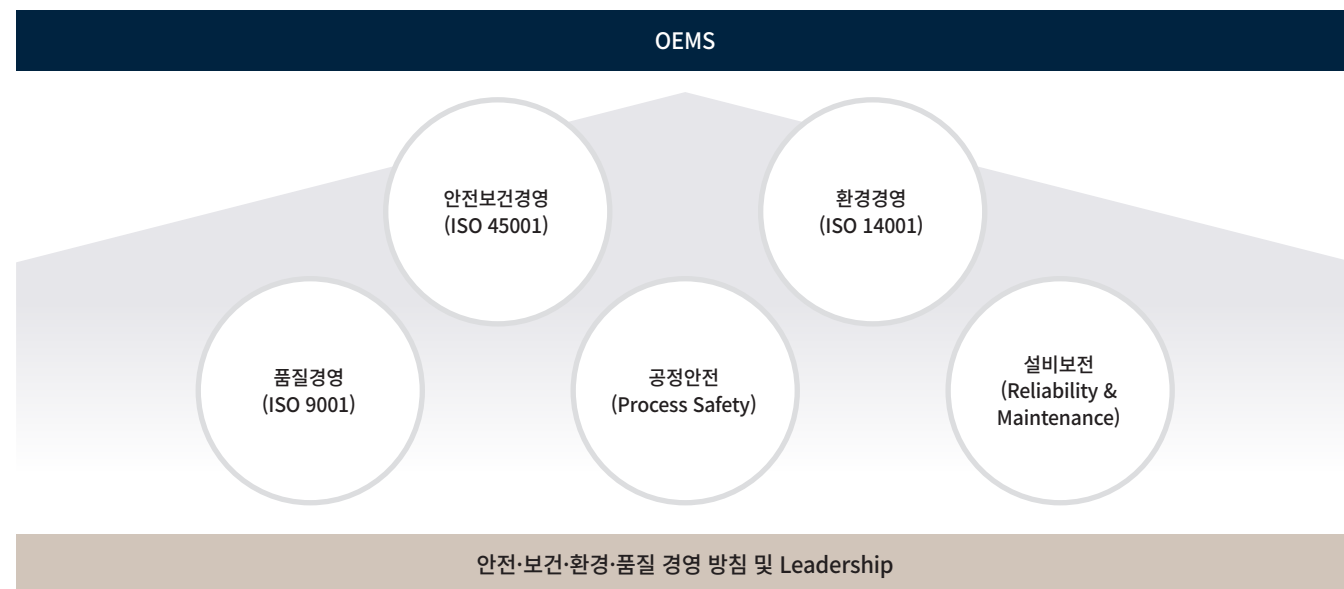 OEMS
안전보건경영
(ISO 45001)
환경경영
(ISO 14001)
품질경영
(ISO 9001)
공정안전
(Process Safety)
설비보전
(Reliability &
Maintenance)
안전·보건·환경·품질 경영 방침 및 Leadership